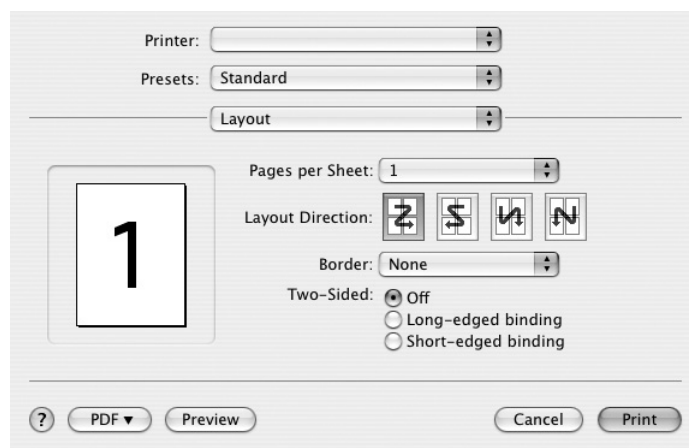 Printer:
Presets: Standard
Layout
Pages per Sheet: 1
1
Layout Direction:
Border: None
Two-Sided: Off
Long-edged binding
Short-edged binding
? PDF ▼ Preview Cancel Print